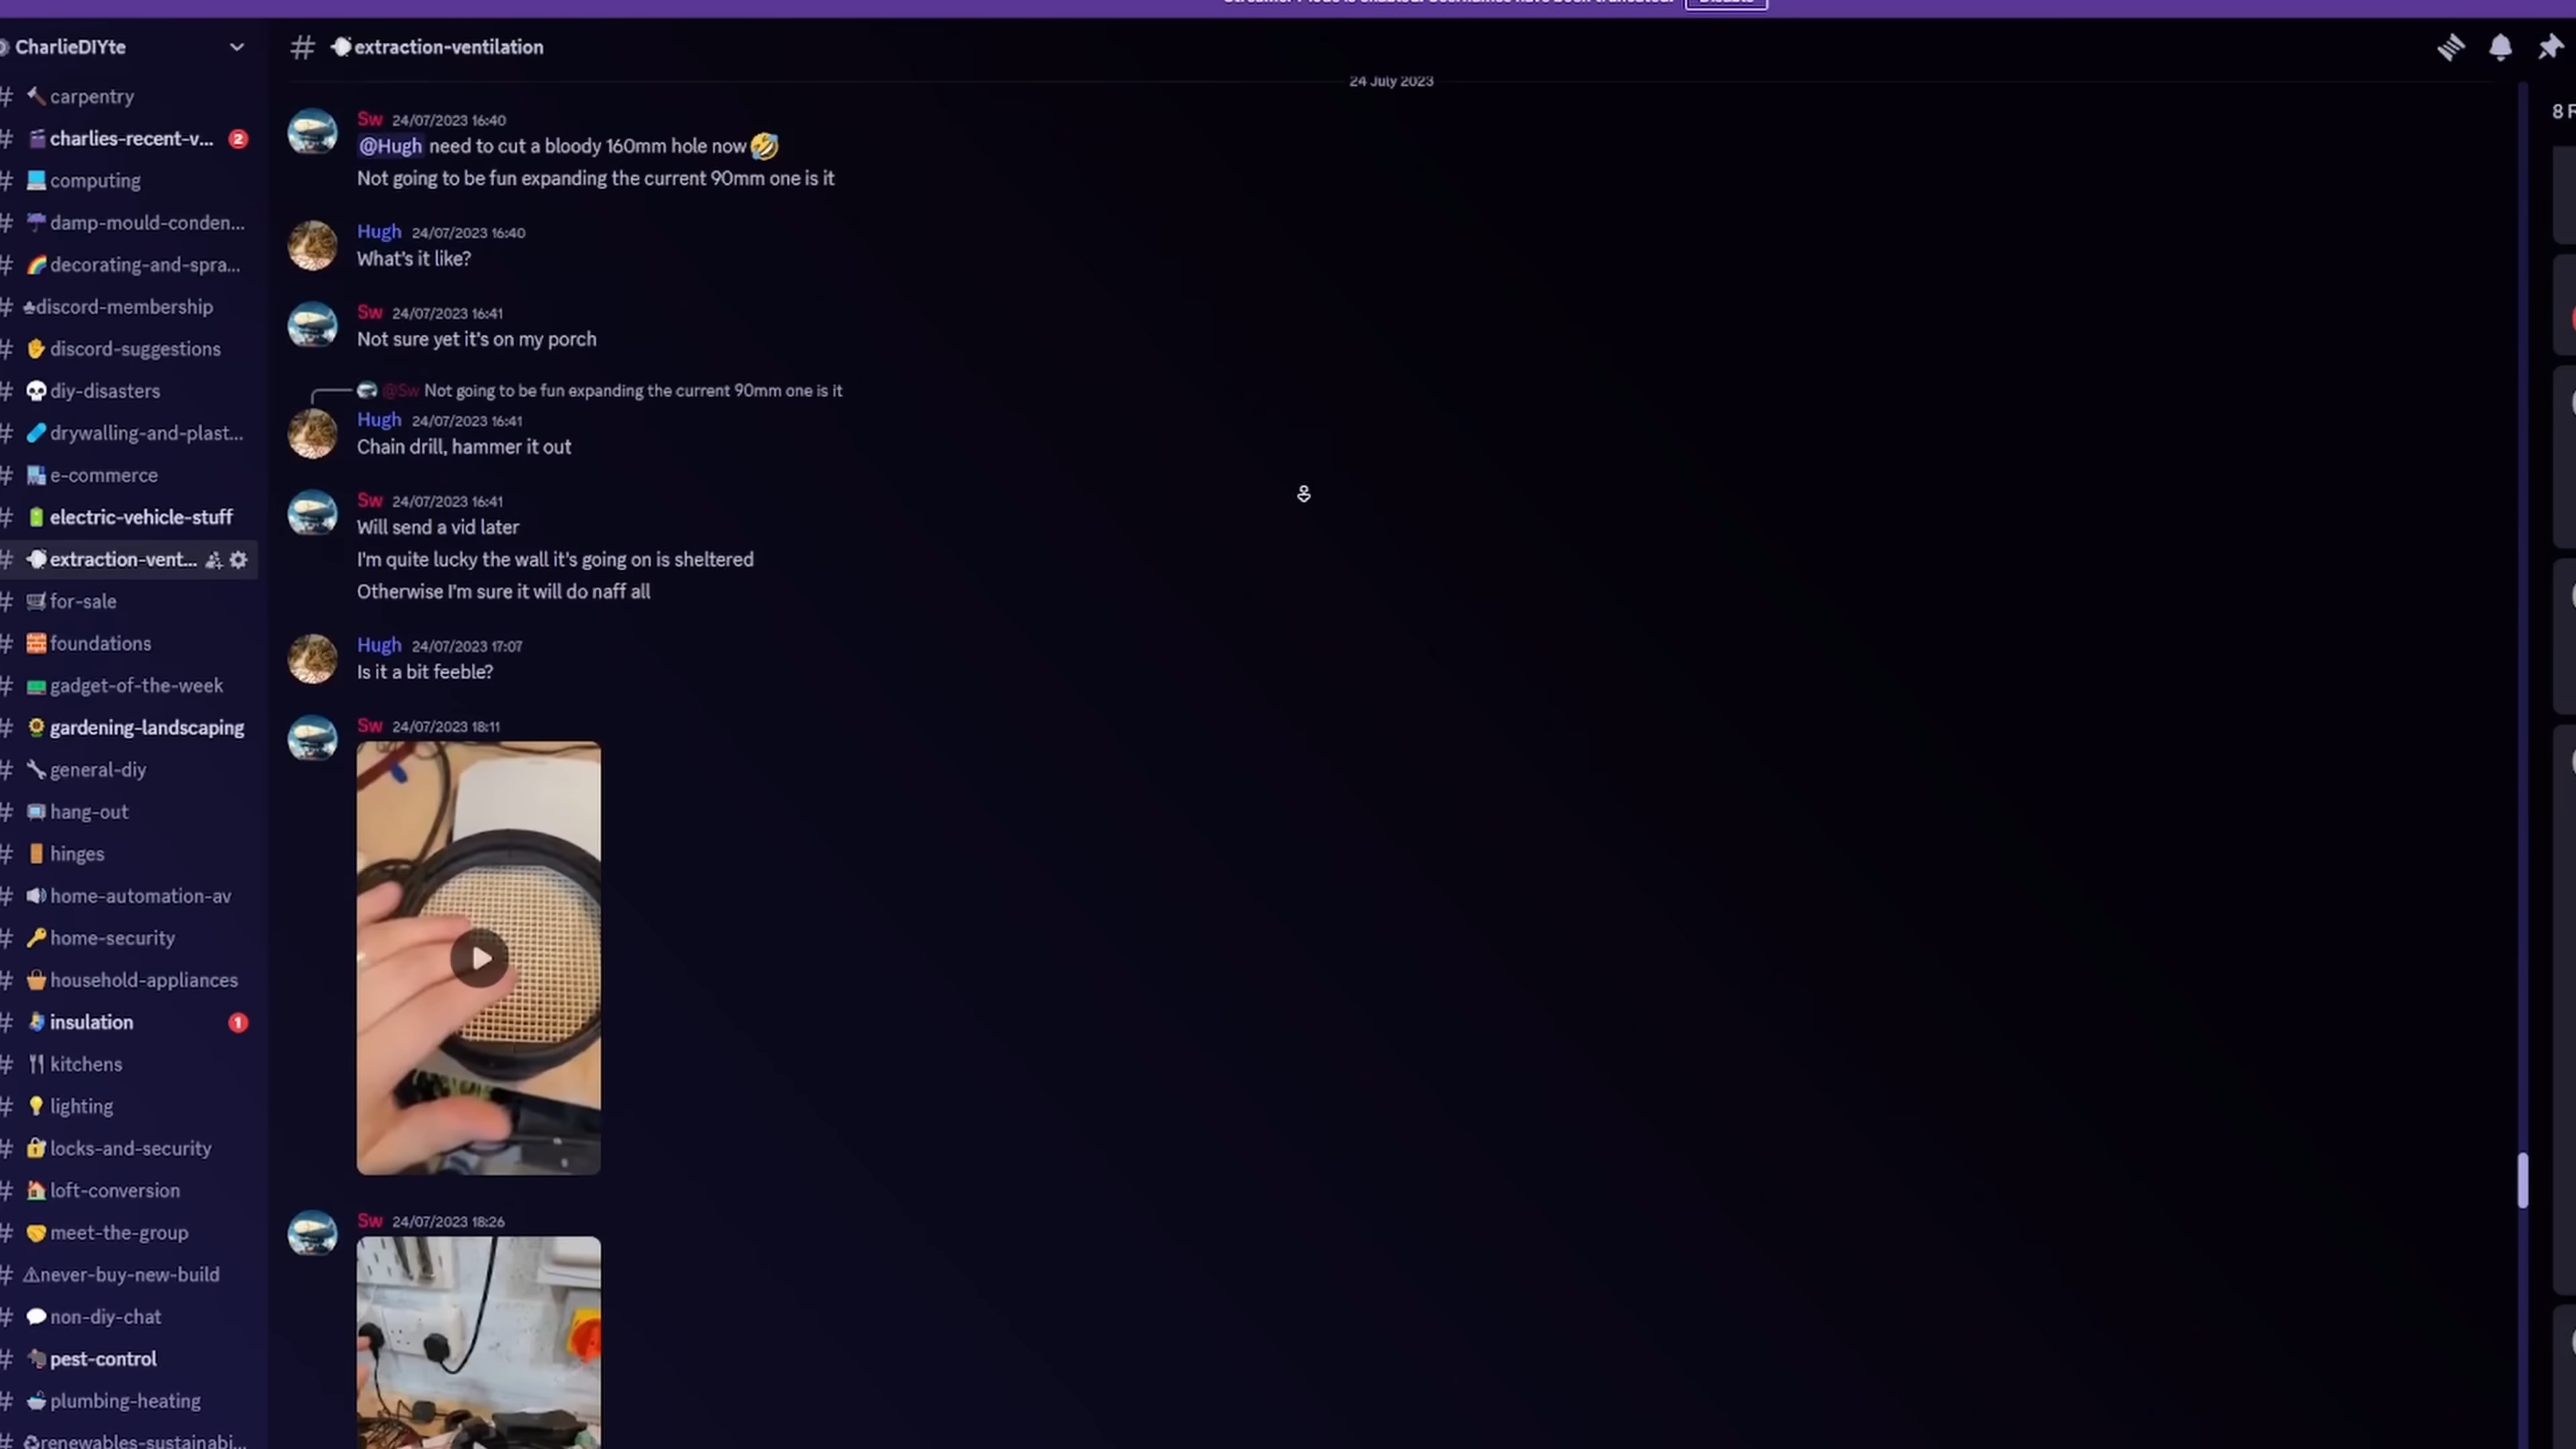 CharlieDIYte
# carpentry
# charlies-recent-v... 2
# computing
# damp-mould-conden...
# decorating-and-spra...
# discord-membership
# discord-suggestions
# diy-disasters
# drywalling-and-plast...
# e-commerce
# electric-vehicle-stuff
# extraction-vent...
# for-sale
# foundations
# gadget-of-the-week
# gardening-landscaping
# general-diy
# hang-out
# hinges
# home-automation-av
# home-security
# household-appliances
# insulation 1
# kitchens
# lighting
# locks-and-security
# loft-conversion
# meet-the-group
# never-buy-new-build
# non-diy-chat
# pest-control
# plumbing-heating
# renewables-sustainabi...
# extraction-ventilation
24 July 2023
Sw 24/07/2023 16:40
@Hugh need to cut a bloody 160mm hole now 🤣
Not going to be fun expanding the current 90mm one is it
Hugh 24/07/2023 16:40
What's it like?
Sw 24/07/2023 16:41
Not sure yet it's on my porch
@Sw Not going to be fun expanding the current 90mm one is it
Hugh 24/07/2023 16:41
Chain drill, hammer it out
Sw 24/07/2023 16:41
Will send a vid later
I'm quite lucky the wall it's going on is sheltered
Otherwise I'm sure it will do naff all
Hugh 24/07/2023 17:07
Is it a bit feeble?
Sw 24/07/2023 18:11
Sw 24/07/2023 18:26
8